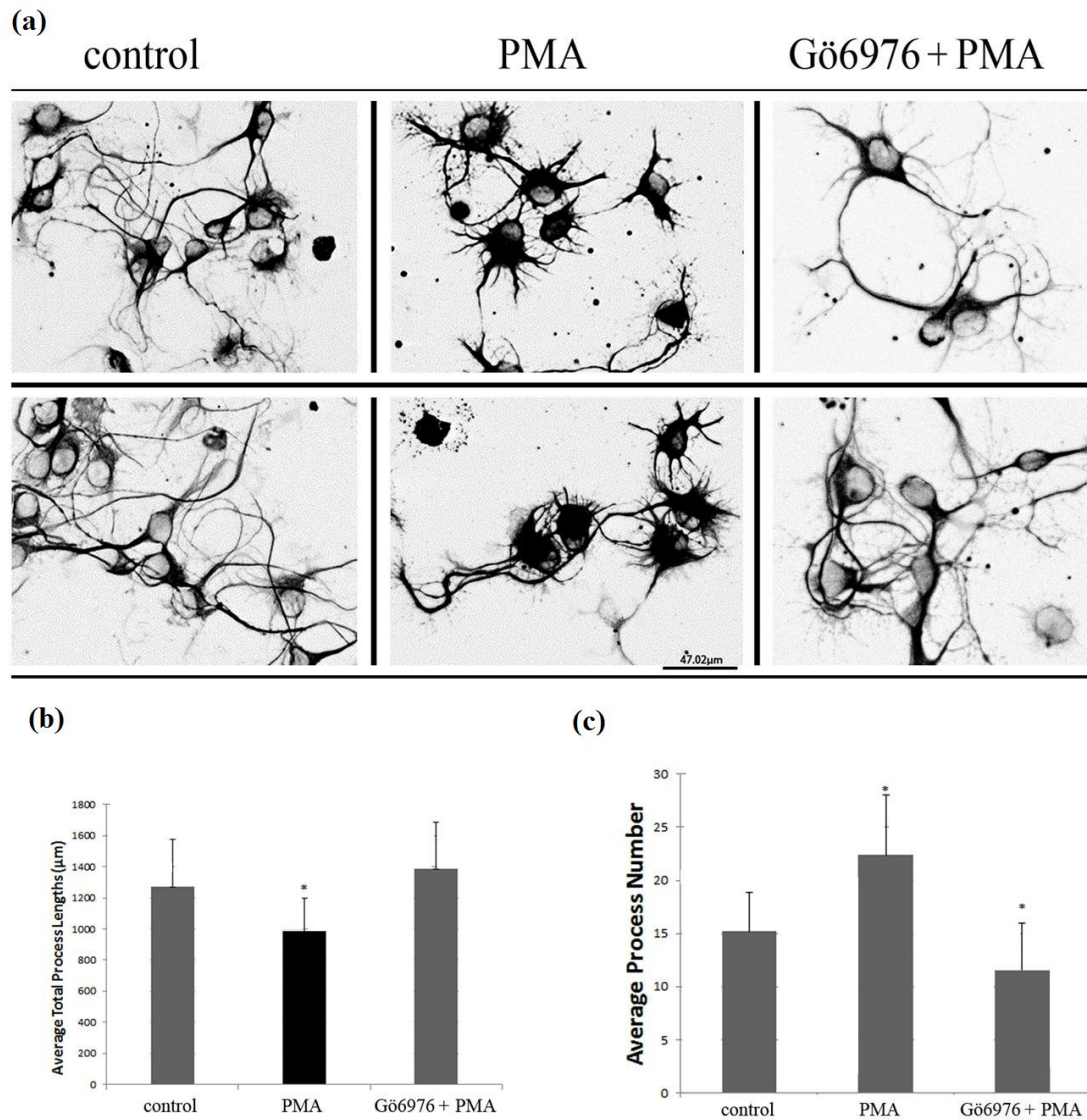 (a)
control PMA Gö6976 + PMA
47.02µm
(b)
(c)
Average Total Process Lengths (µm)
1800
1600
1400
1200
1000
800
600
400
200
0
*
control PMA Gö6976 + PMA
Average Process Number
30
25
20
15
10
5
0
*
*
control PMA Gö6976 + PMA